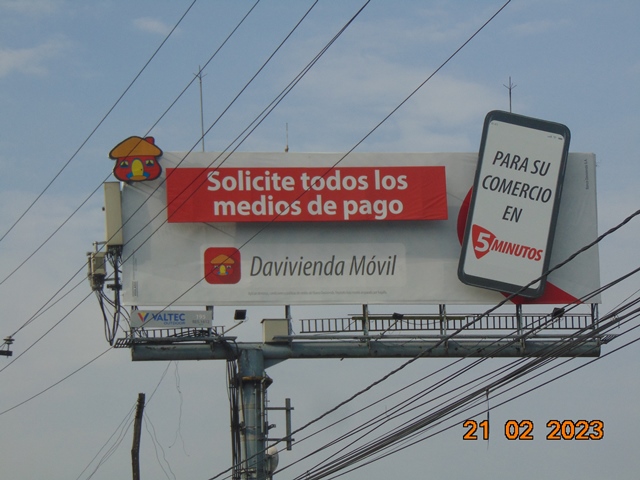 Solicite todos los
medios de pago
Davivienda Móvil
PARA SU
COMERCIO
EN
5 MINUTOS
VALTEC
21 02 2023